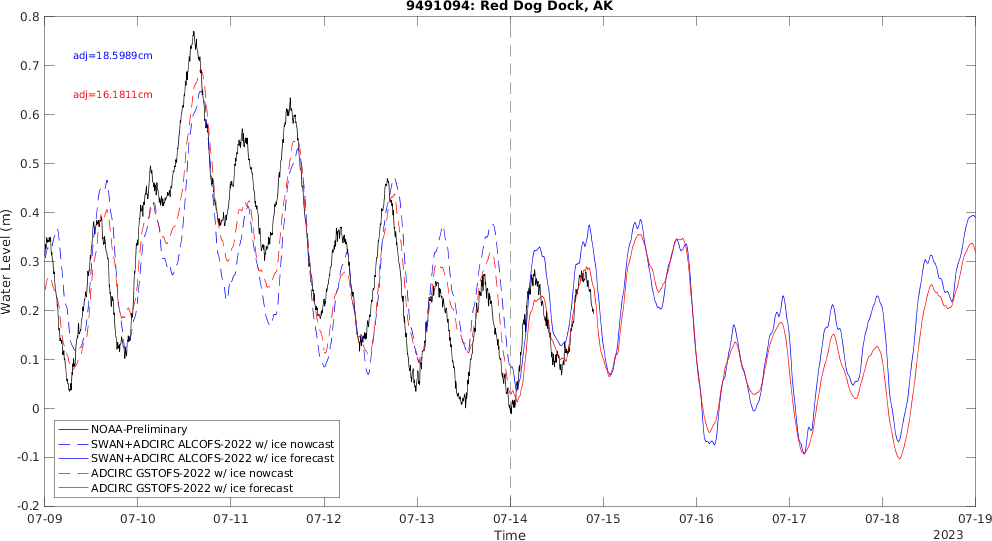 9491094: Red Dog Dock, AK
0.8
adj=18.5989cm
0.7
adj=16.1811cm
0.6
0.5
0.4
Water Level (m)
0.3
0.2
0.1
0
-0.1
-0.2
NOAA-Preliminary
SWAN+ADCIRC ALCOFS-2022 w/ ice nowcast
SWAN+ADCIRC ALCOFS-2022 w/ ice forecast
ADCIRC GSTOFS-2022 w/ ice nowcast
ADCIRC GSTOFS-2022 w/ ice forecast
07-09 07-10 07-11 07-12 07-13 07-14 07-15 07-16 07-17 07-18 07-19
Time
2023